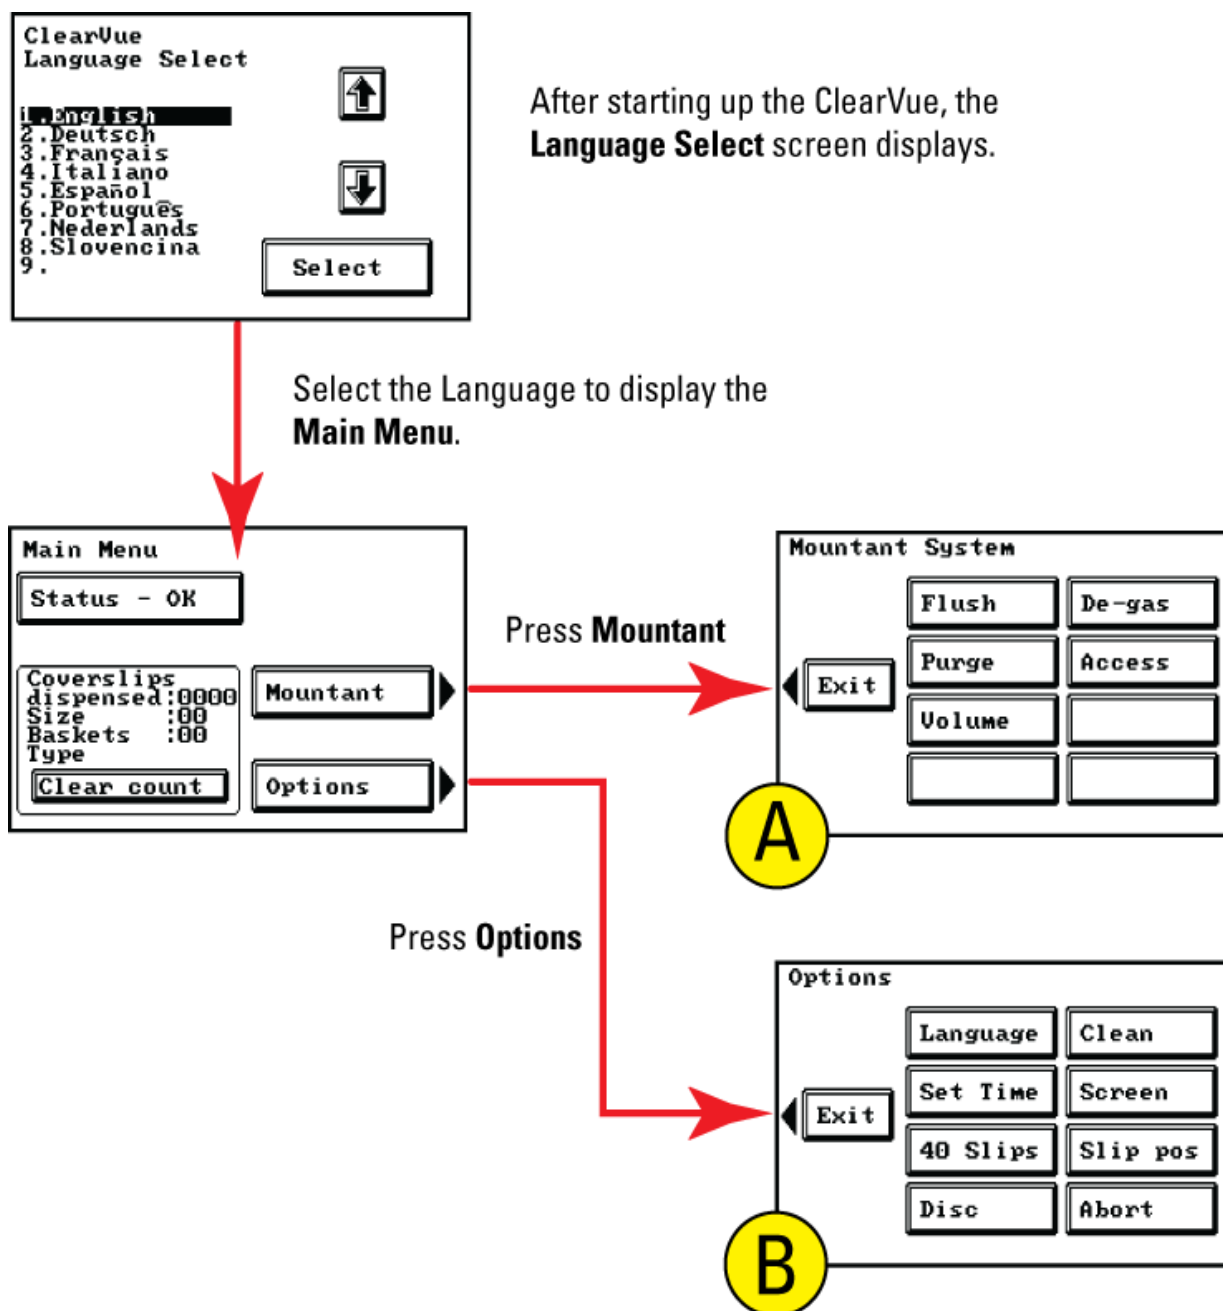 ClearVue
Language Select
1.English
2.Deutsch
3.Français
4.Italiano
5.Español
6.Português
7.Nederlands
8.Slovencina
9.
Select
After starting up the ClearVue, the
Language Select screen displays.
Select the Language to display the
Main Menu.
Main Menu
Status - OK
Coverslips
dispensed:0000
Size :00
Baskets :00
Type
Clear count
Mountant
Options
Press Mountant
Mountant System
Flush De-gas
Purge Access
Exit
Volume
A
Press Options
Options
Language Clean
Set Time Screen
Exit
40 Slips Slip pos
Disc Abort
B